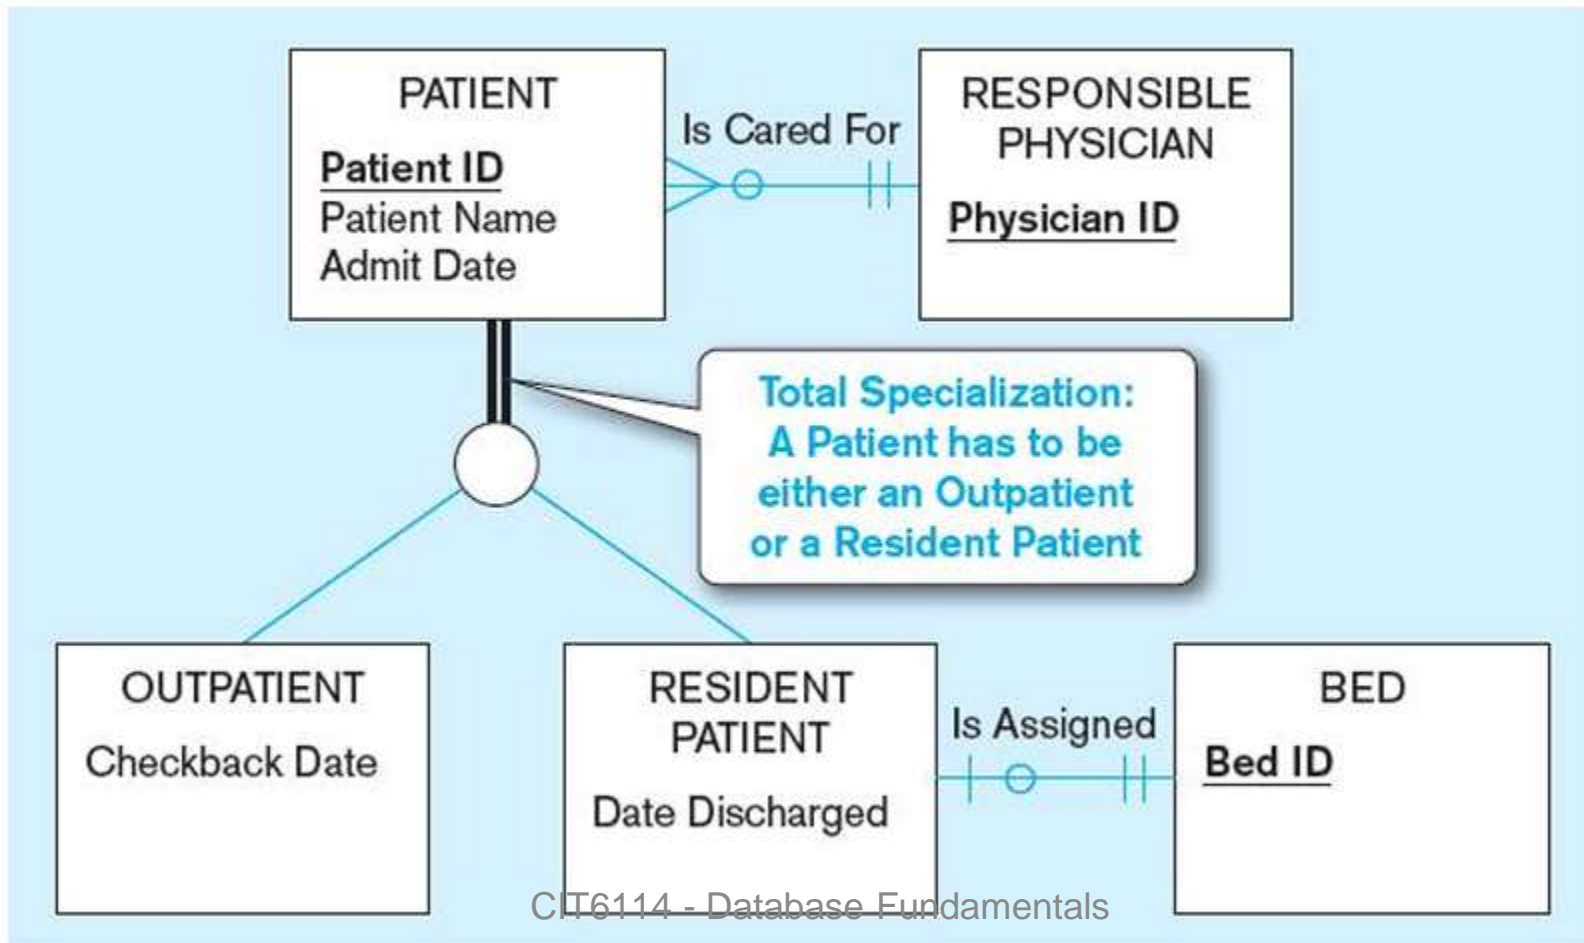 PATIENT
Patient ID
Patient Name
Admit Date
Is Cared For
RESPONSIBLE
PHYSICIAN
Physician ID
Total Specialization:
A Patient has to be
either an Outpatient
or a Resident Patient
OUTPATIENT
Checkback Date
RESIDENT
PATIENT
Date Discharged
Is Assigned
BED
Bed ID
CIT6114 - Database Fundamentals